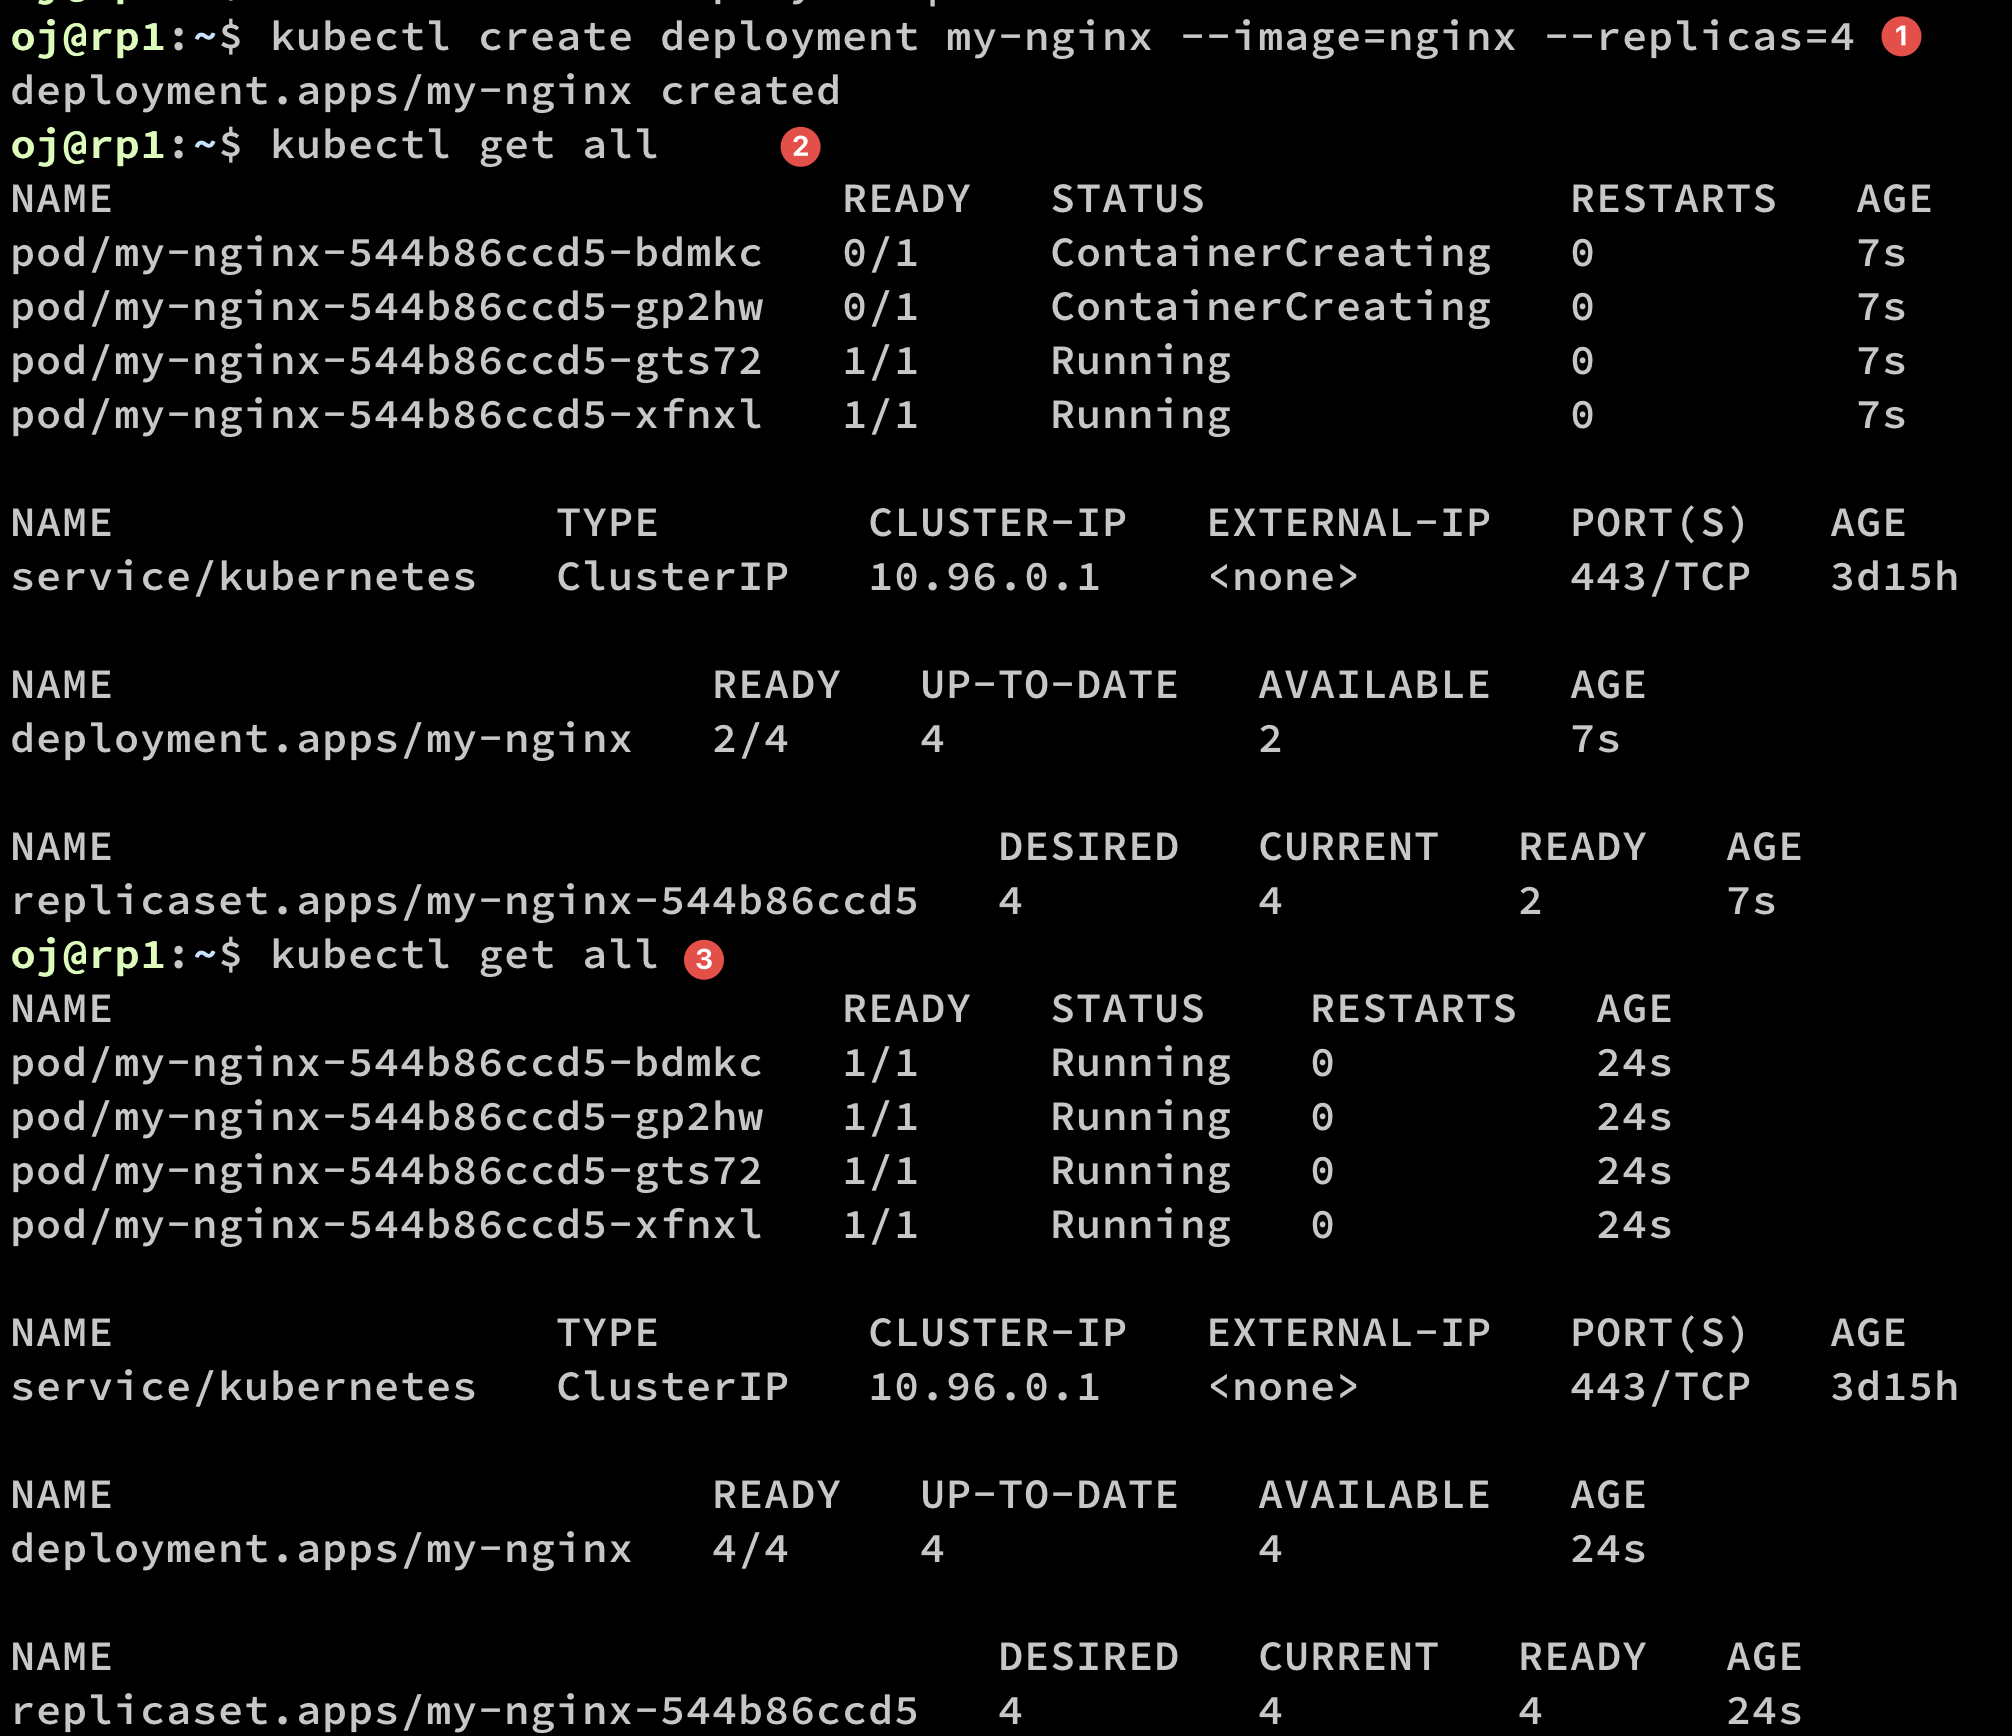 oj@rp1:~$ kubectl create deployment my-nginx --image=nginx --replicas=4 1
deployment.apps/my-nginx created
oj@rp1:~$ kubectl get all 2
NAME READY STATUS RESTARTS AGE
pod/my-nginx-544b86ccd5-bdmkc 0/1 ContainerCreating 0 7s
pod/my-nginx-544b86ccd5-gp2hw 0/1 ContainerCreating 0 7s
pod/my-nginx-544b86ccd5-gts72 1/1 Running 0 7s
pod/my-nginx-544b86ccd5-xfnxl 1/1 Running 0 7s
NAME TYPE CLUSTER-IP EXTERNAL-IP PORT(S) AGE
service/kubernetes ClusterIP 10.96.0.1 <none> 443/TCP 3d15h
NAME READY UP-TO-DATE AVAILABLE AGE
deployment.apps/my-nginx 2/4 4 2 7s
NAME DESIRED CURRENT READY AGE
replicaset.apps/my-nginx-544b86ccd5 4 4 2 7s
oj@rp1:~$ kubectl get all 3
NAME READY STATUS RESTARTS AGE
pod/my-nginx-544b86ccd5-bdmkc 1/1 Running 0 24s
pod/my-nginx-544b86ccd5-gp2hw 1/1 Running 0 24s
pod/my-nginx-544b86ccd5-gts72 1/1 Running 0 24s
pod/my-nginx-544b86ccd5-xfnxl 1/1 Running 0 24s
NAME TYPE CLUSTER-IP EXTERNAL-IP PORT(S) AGE
service/kubernetes ClusterIP 10.96.0.1 <none> 443/TCP 3d15h
NAME READY UP-TO-DATE AVAILABLE AGE
deployment.apps/my-nginx 4/4 4 4 24s
NAME DESIRED CURRENT READY AGE
replicaset.apps/my-nginx-544b86ccd5 4 4 4 24s